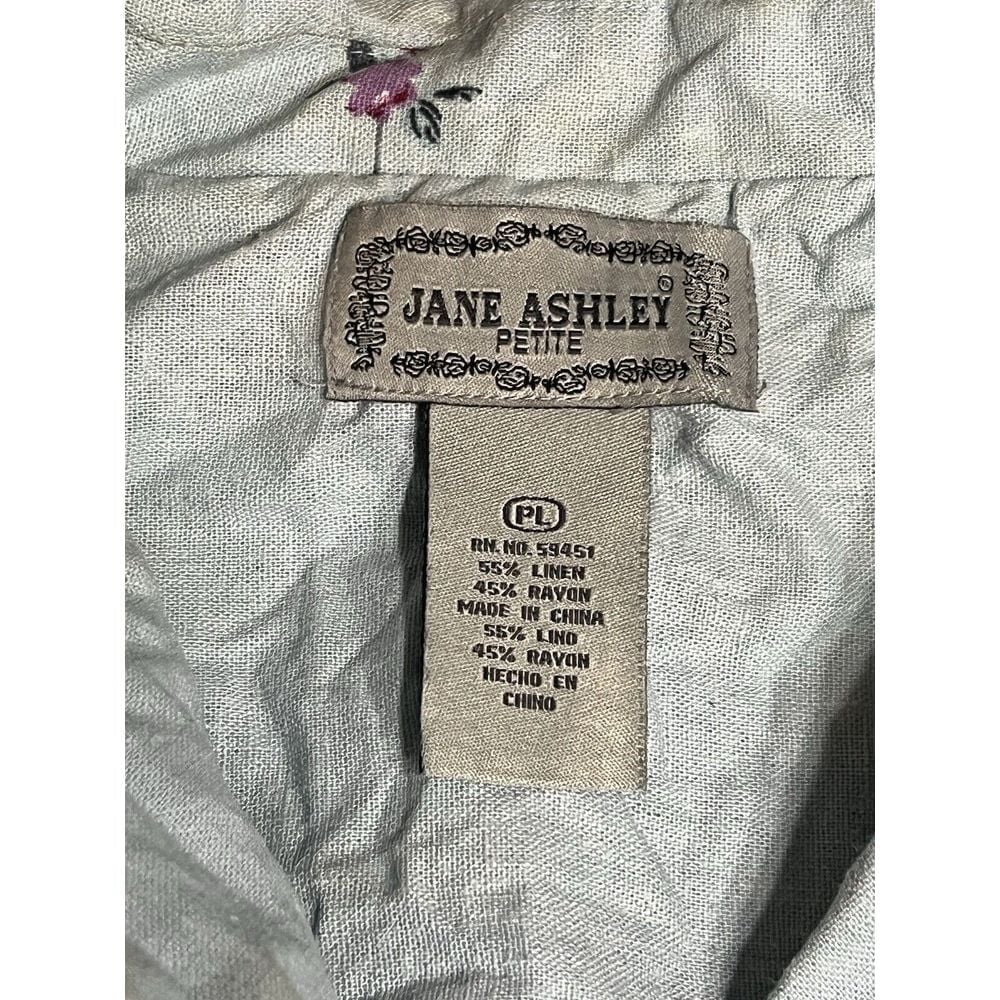 JANE ASHLEY ®
PETITE
PL
RN. NO. 59451
55% LINEN
45% RAYON
MADE IN CHINA
55% LINO
45% RAYON
HECHO EN
CHINO